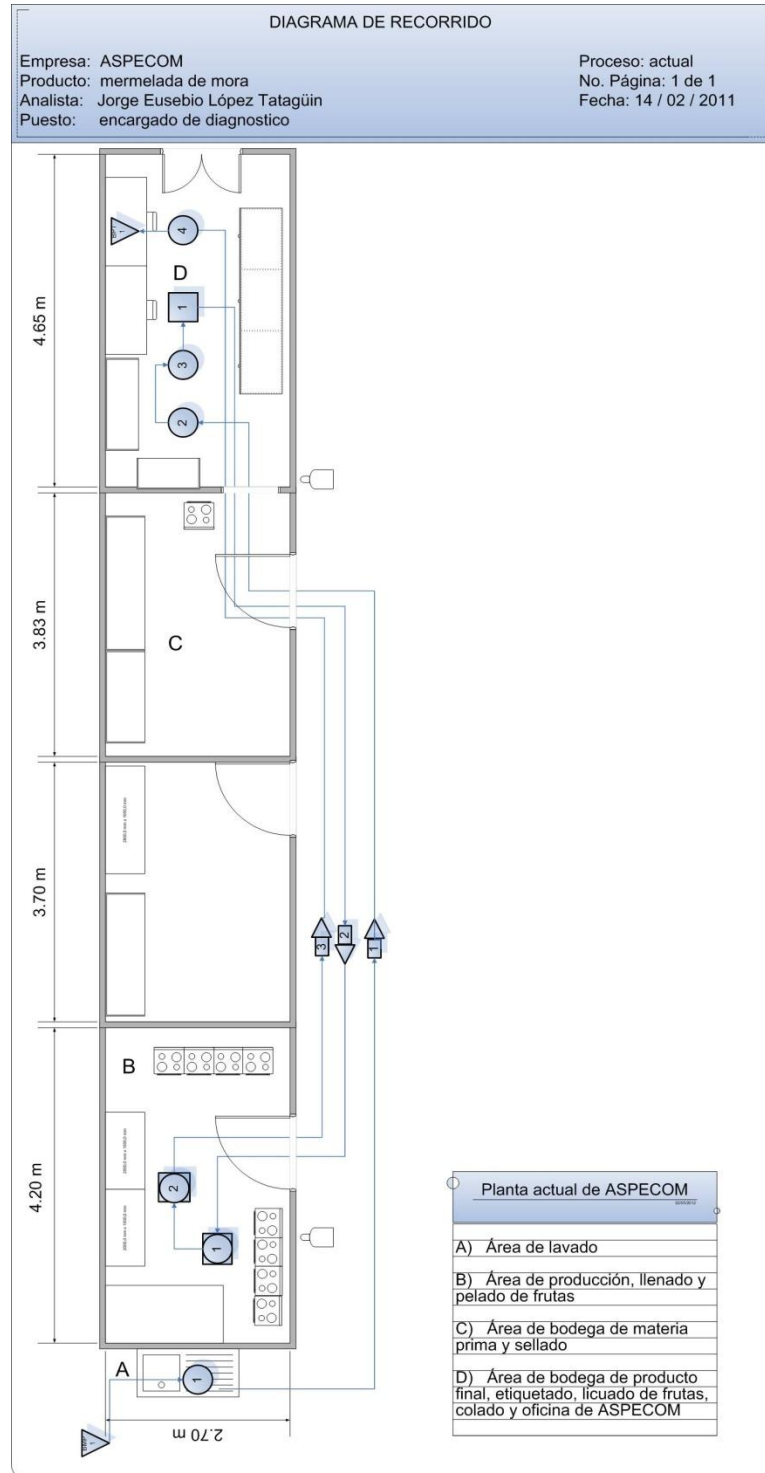 DIAGRAMA DE RECORRIDO
Empresa: ASPECOM
Producto: mermelada de mora
Analista: Jorge Eusebio López Tatagüin
Puesto: encargado de diagnostico
Proceso: actual
No. Página: 1 de 1
Fecha: 14 / 02 / 2011
1
4
D
1
3
2
4.65 m
3.83 m
C
3.70 m
3
2
1
B
4.20 m
2
1
A
1
1
2.70 m
Planta actual de ASPECOM
A) Área de lavado
B) Área de producción, llenado y
pelado de frutas
C) Área de bodega de materia
prima y sellado
D) Área de bodega de producto
final, etiquetado, licuado de frutas,
colado y oficina de ASPECOM